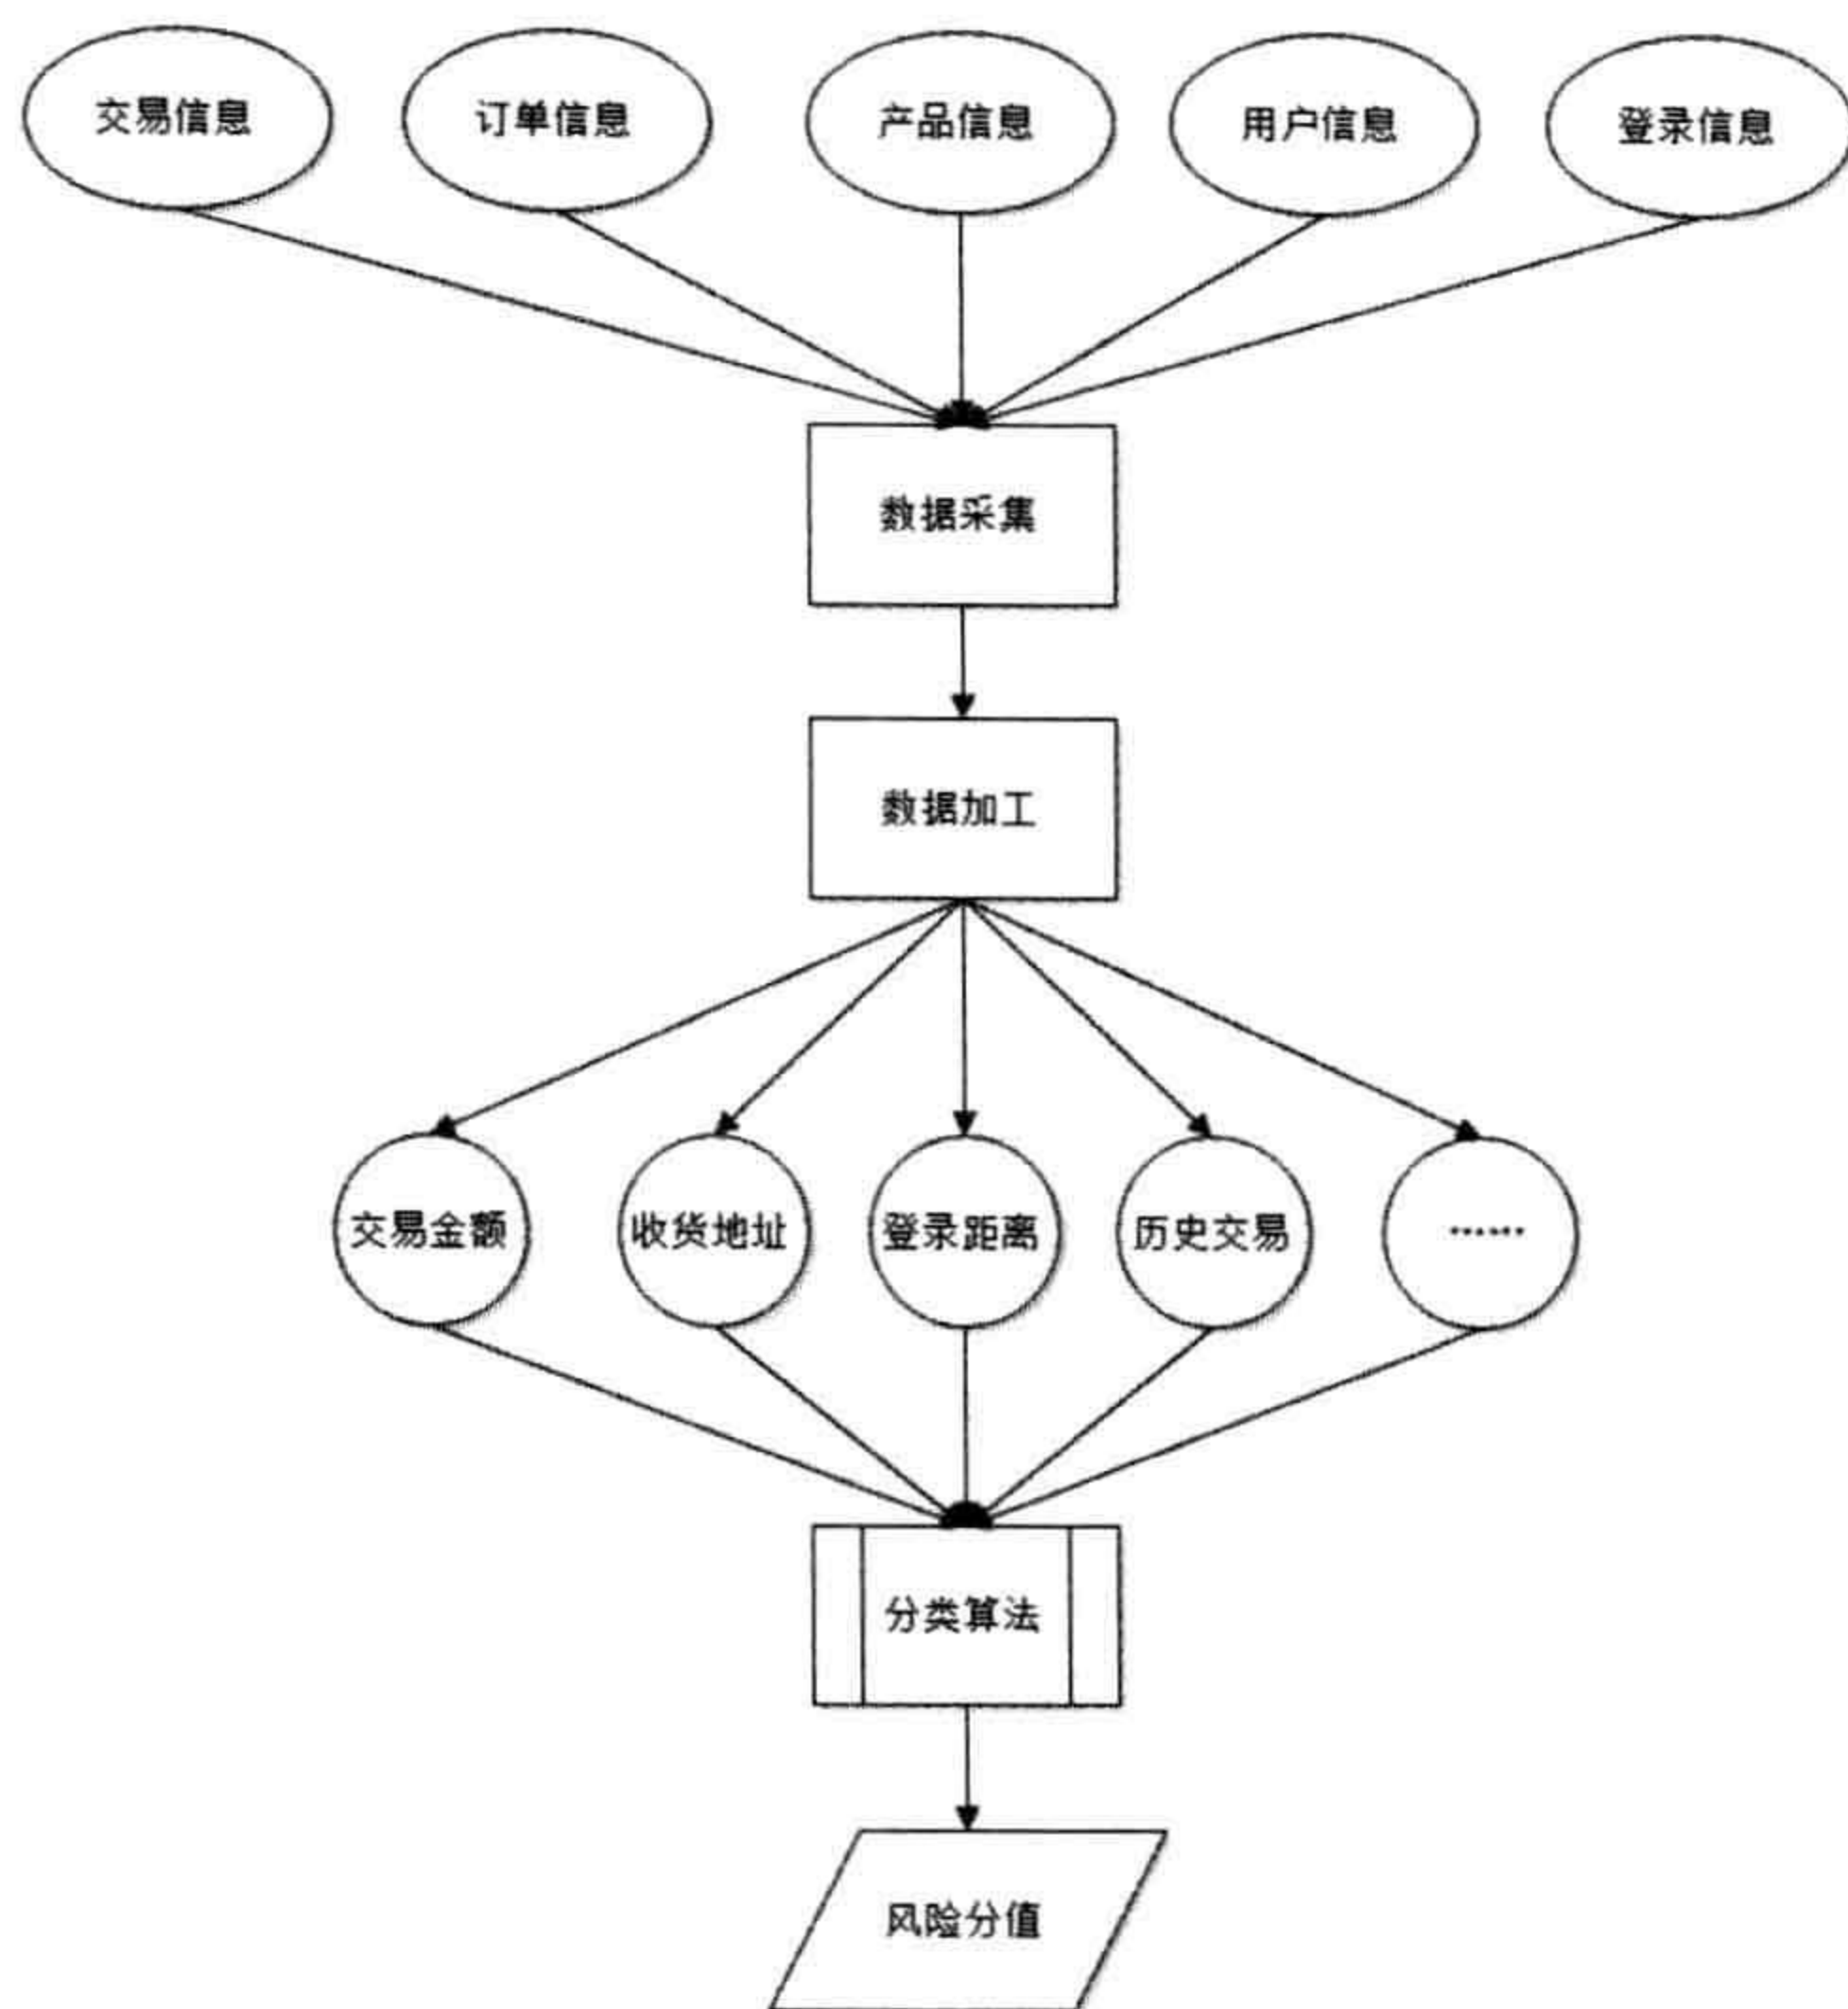 交易信息
订单信息
产品信息
用户信息
登录信息
数据采集
数据加工
交易金额
收货地址
登录距离
历史交易
……
分类算法
风险分值